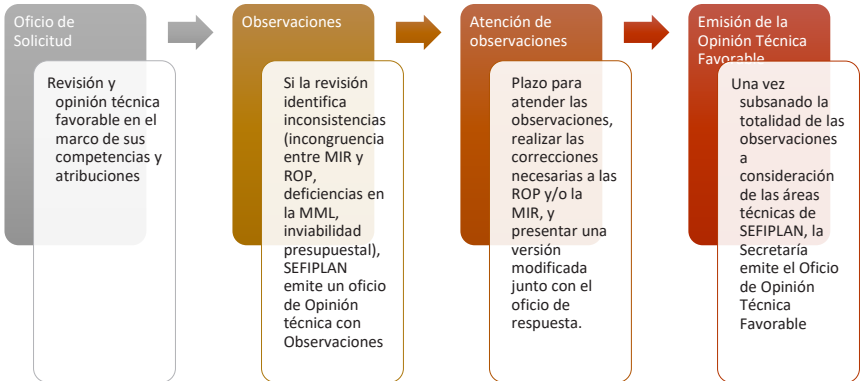 Oficio de
Solicitud
Revisión y
opinión técnica
favorable en el
marco de sus
competencias y
atribuciones
Observaciones
Si la revisión
identifica
inconsistencias
(incongruencia
entre MIR y
ROP,
deficiencias en
la MML,
inviabilidad
presupuestal),
SEFIPLAN
emite un oficio
de Opinión
técnica con
Observaciones
Atención de
observaciones
Plazo para
atender las
observaciones,
realizar las
correcciones
necesarias a las
ROP y/o la
MIR, y
presentar una
versión
modificada
junto con el
oficio de
respuesta.
Emisión de la
Opinión Técnica
Favorable
Una vez
subsanado la
totalidad de las
observaciones
a
consideración
de las áreas
técnicas de
SEFIPLAN, la
Secretaría
emite el Oficio
de Opinión
Técnica
Favorable